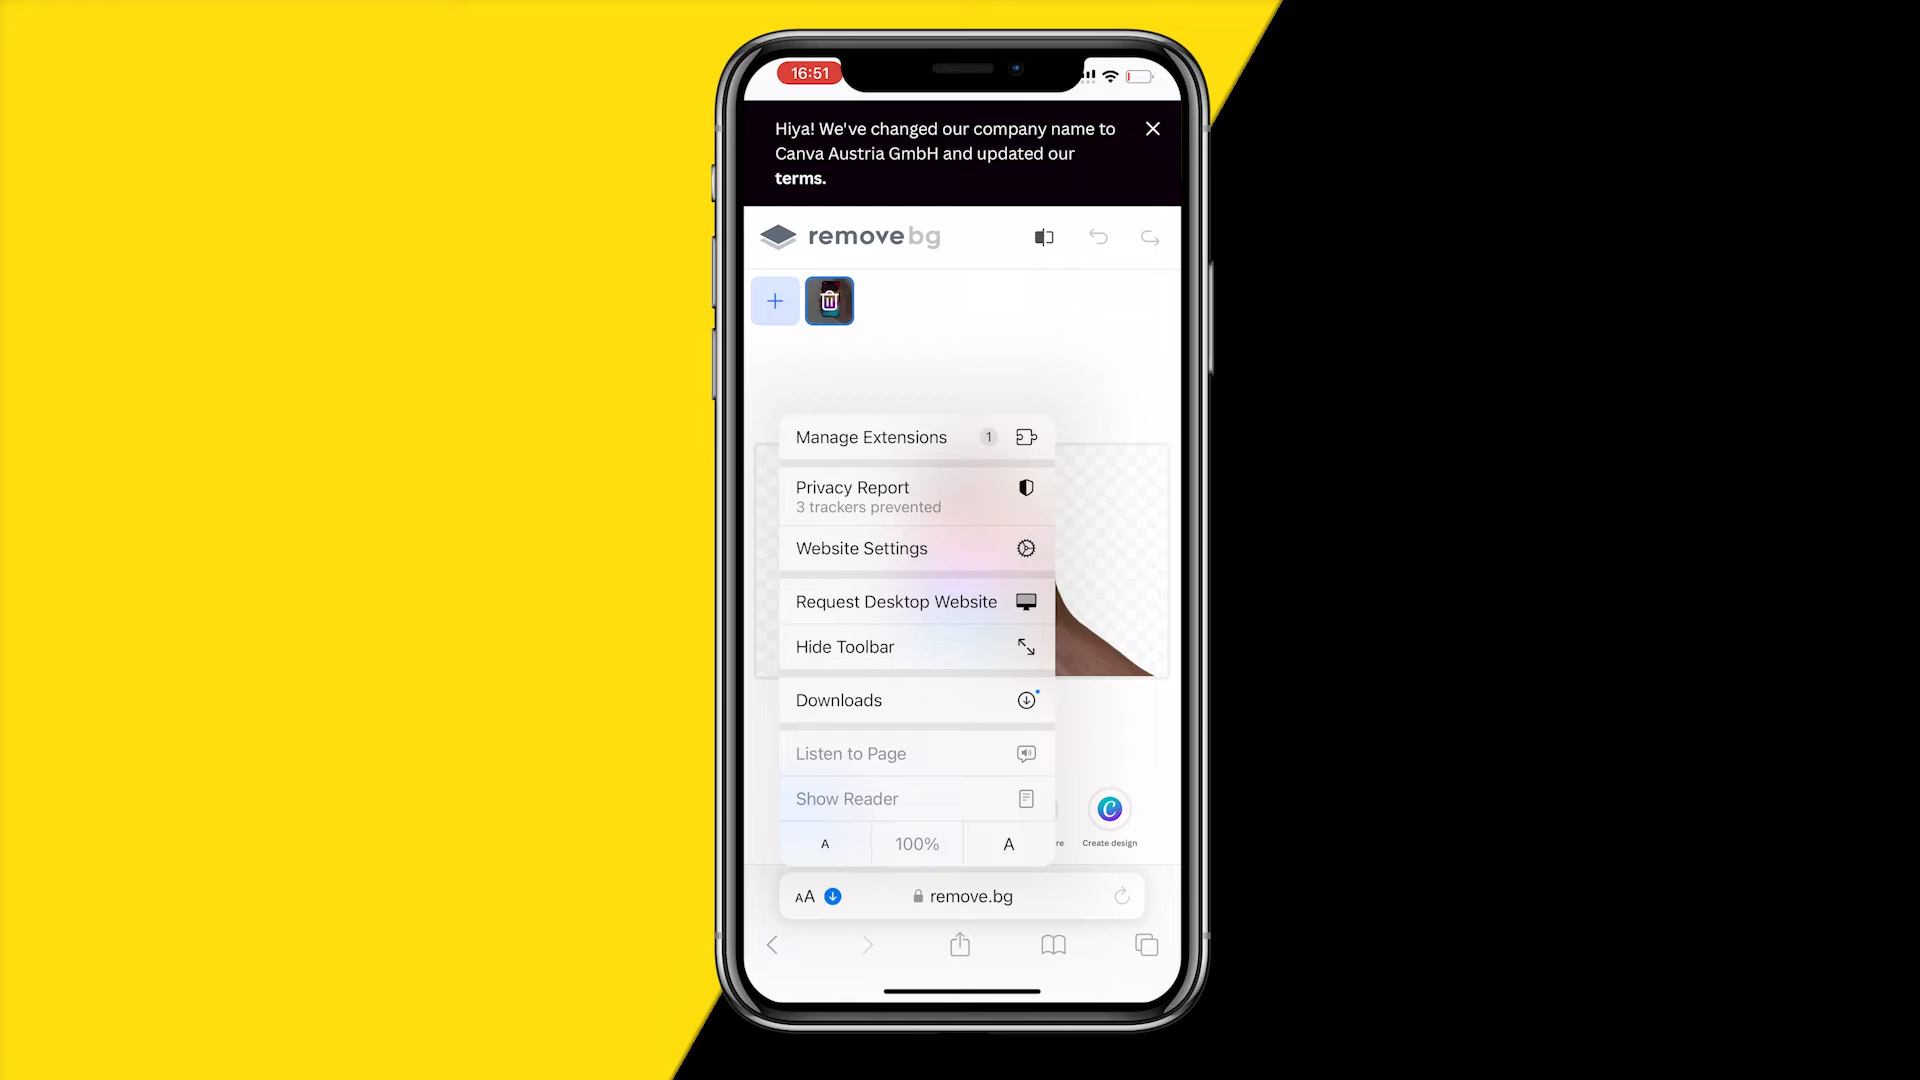 16:51
Hiya! We've changed our company name to
Canva Austria GmbH and updated our
terms.
removebg
Manage Extensions 1
Privacy Report
3 trackers prevented
Website Settings
Request Desktop Website
Hide Toolbar
Downloads
Listen to Page
Show Reader
A 100% A
re Create design
AA remove.bg